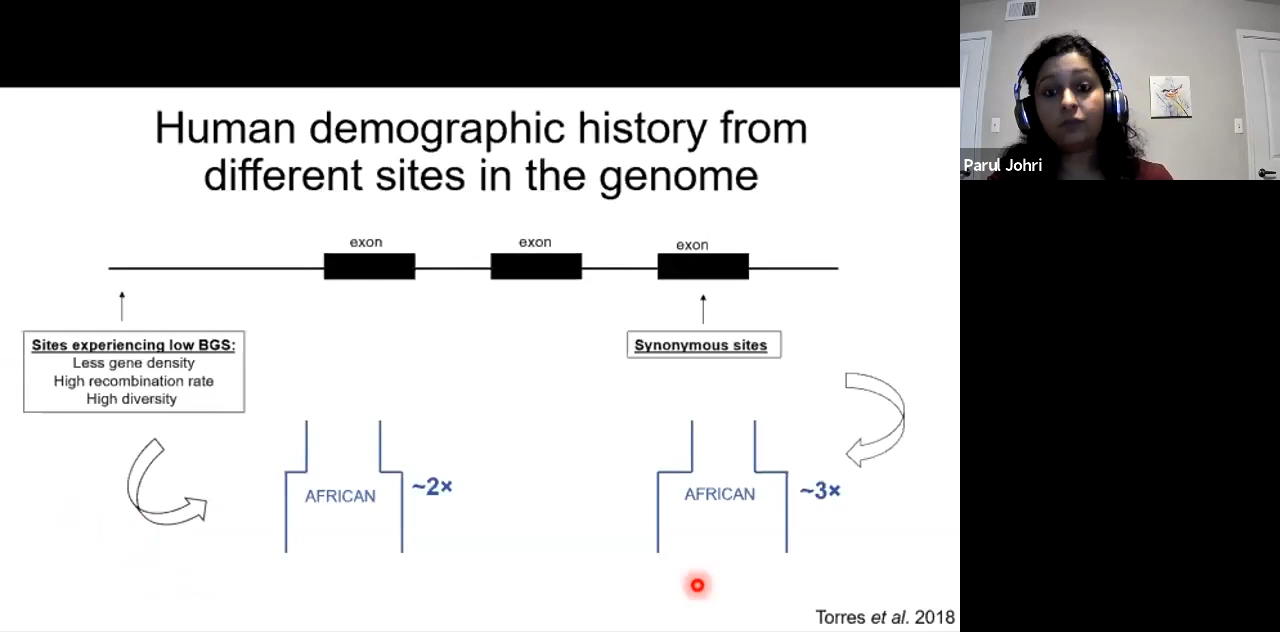 Human demographic history from
different sites in the genome
exon
exon
exon
Sites experiencing low BGS:
Less gene density
High recombination rate
High diversity
Synonymous sites
AFRICAN
~2×
AFRICAN
~3×
Torres et al. 2018
Parul Johri